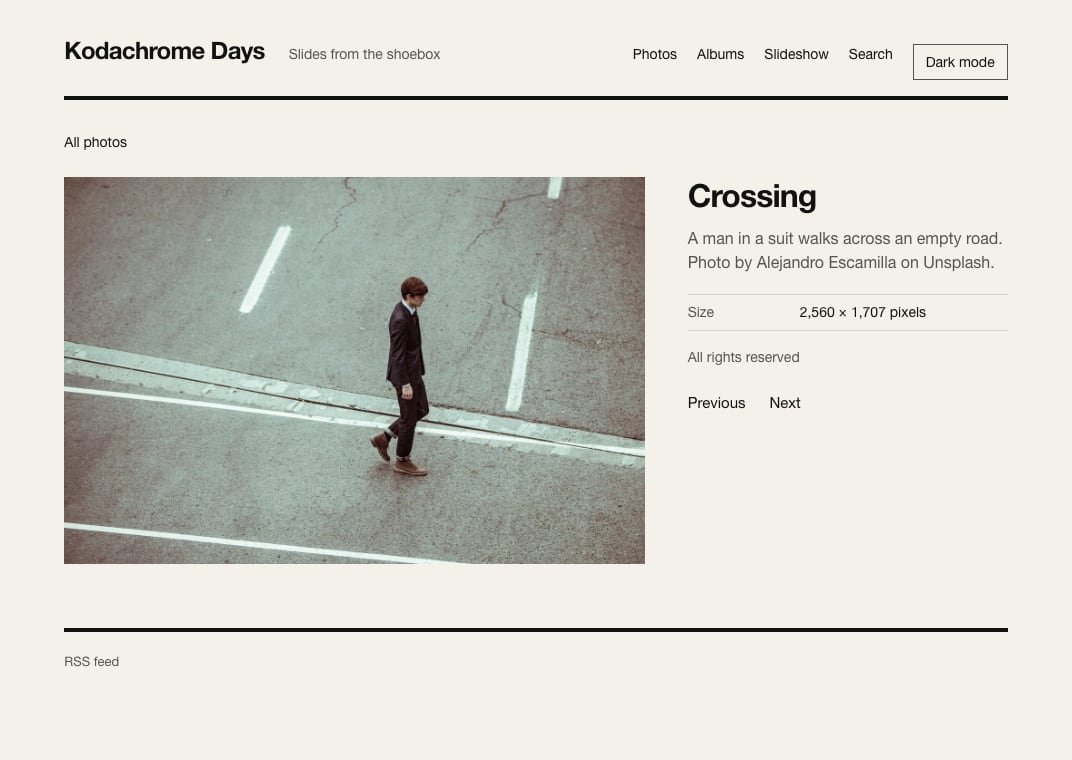 Kodachrome Days
Slides from the shoebox
Photos
Albums
Slideshow
Search
Dark mode
All photos
Crossing
A man in a suit walks across an empty road.
Photo by Alejandro Escamilla on Unsplash.
Size
2,560 × 1,707 pixels
All rights reserved
Previous
Next
RSS feed